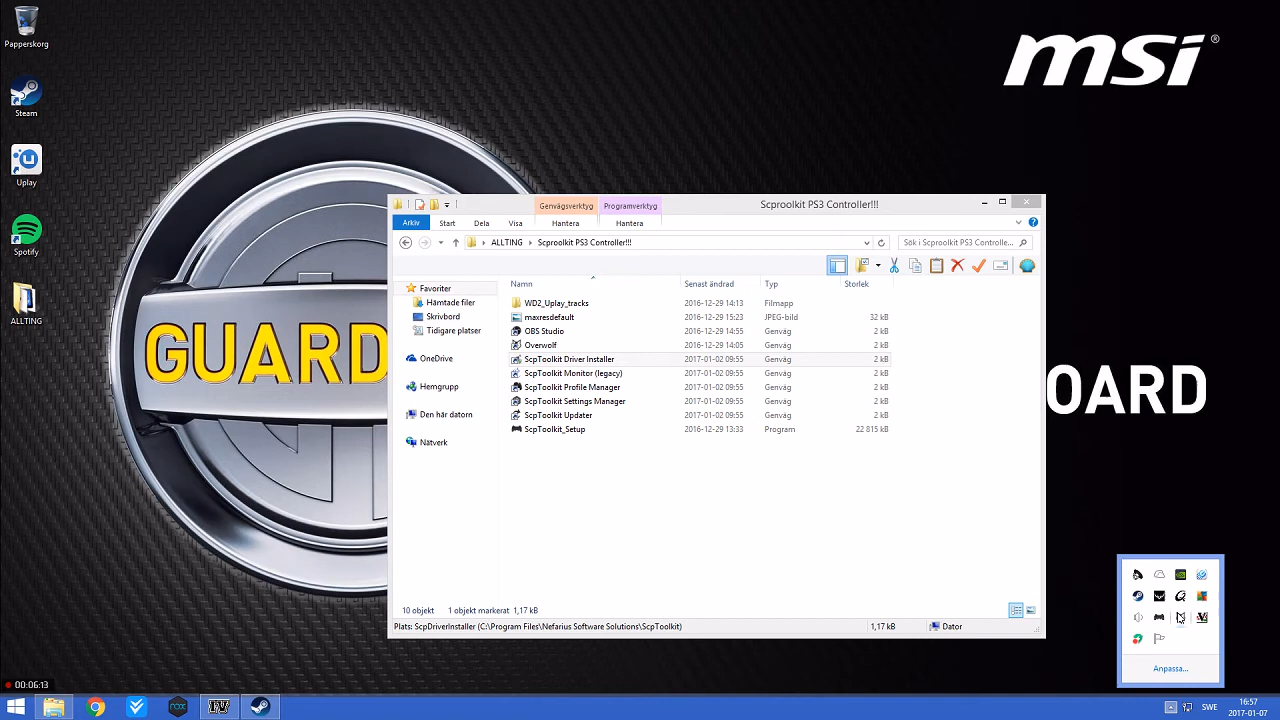 Papperskorg
Steam
Uplay
Spotify
ALLTING
msi®
GUARD
OARD
Genvägsverktyg
Programverktyg
Scproolkit PS3 Controller!!!
Arkiv
Start
Dela
Visa
Hantera
Hantera
ALLTING
Scproolkit PS3 Controller!!!
Sök i Scproolkit PS3 Controlle...
Favoriter
Hämtade filer
Skrivbord
Tidigare platser
OneDrive
Hemgrupp
Den här datorn
Nätverk
Namn Senast ändrad Typ Storlek
WD2_Uplay_tracks 2016-12-29 14:13 Filmapp
maxresdefault 2016-12-29 15:23 JPEG-bild 32 kB
OBS Studio 2016-12-29 14:55 Genväg 2 kB
Overwolf 2016-12-29 14:05 Genväg 2 kB
ScpToolkit Driver Installer 2017-01-02 09:55 Genväg 2 kB
ScpToolkit Monitor (legacy) 2017-01-02 09:55 Genväg 2 kB
ScpToolkit Profile Manager 2017-01-02 09:55 Genväg 2 kB
ScpToolkit Settings Manager 2017-01-02 09:55 Genväg 2 kB
ScpToolkit Updater 2017-01-02 09:55 Genväg 2 kB
ScpToolkit_Setup 2016-12-29 13:33 Program 22 815 kB
10 objekt 1 objekt markerat 1,17 kB
Plats: ScpDriverInstaller (C:\Program Files\Nefarius Software Solutions\ScpToolkit) 1,17 kB Dator
Anpassa...
00:06:13
SWE
16:57
2017-01-07